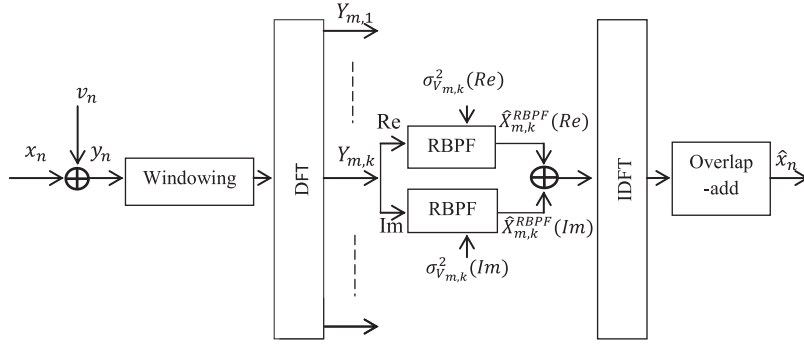 Y_{m,1}
σ²_{V_{m,k}}(Re)
v_n
Re
X̂^{RBPF}_{m,k}(Re)
x_n
y_n
Windowing
DFT
Y_{m,k}
RBPF
RBPF
Im
X̂^{RBPF}_{m,k}(Im)
σ²_{V_{m,k}}(Im)
IDFT
Overlap
-add
x̂_n